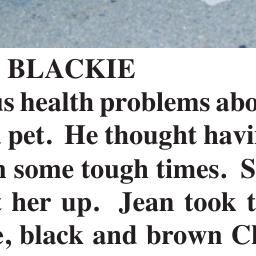 BLACKIE
us health problems abo
pet. He thought havi
n some tough times. S
t her up. Jean took t
e, black and brown Cl